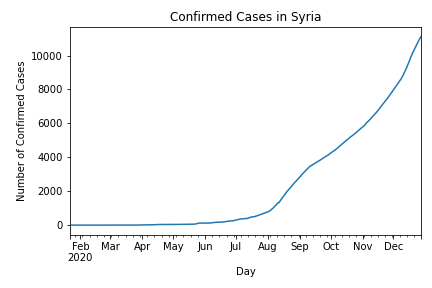 Confirmed Cases in Syria
Number of Confirmed Cases
10000
8000
6000
4000
2000
0
Feb Mar Apr May Jun Jul Aug Sep Oct Nov Dec
2020
Day